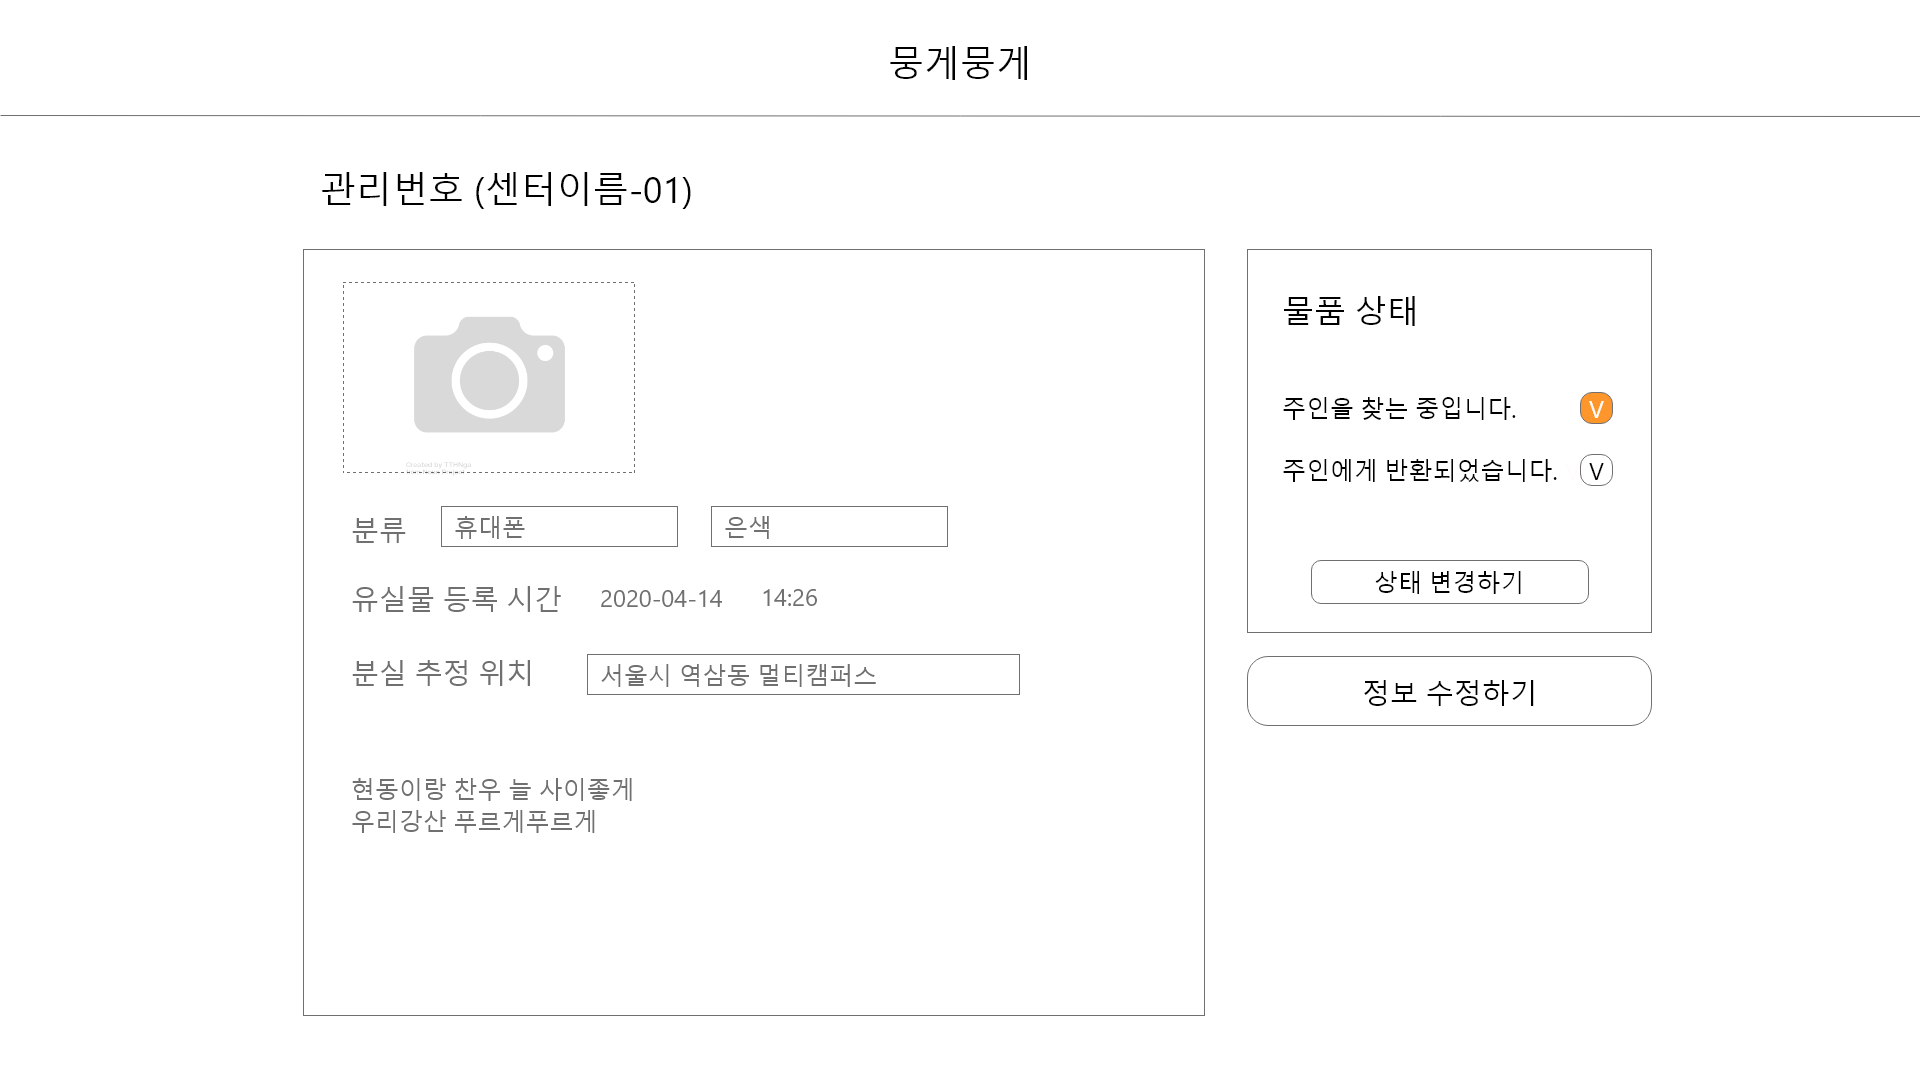 뭉게뭉게
관리번호 (센터이름-01)
Created by TTHNga
분류 휴대폰 은색
유실물 등록 시간 2020-04-14 14:26
분실 추정 위치 서울시 역삼동 멀티캠퍼스
현동이랑 찬우 늘 사이좋게
우리강산 푸르게푸르게
물품 상태
주인을 찾는 중입니다. V
주인에게 반환되었습니다. V
상태 변경하기
정보 수정하기